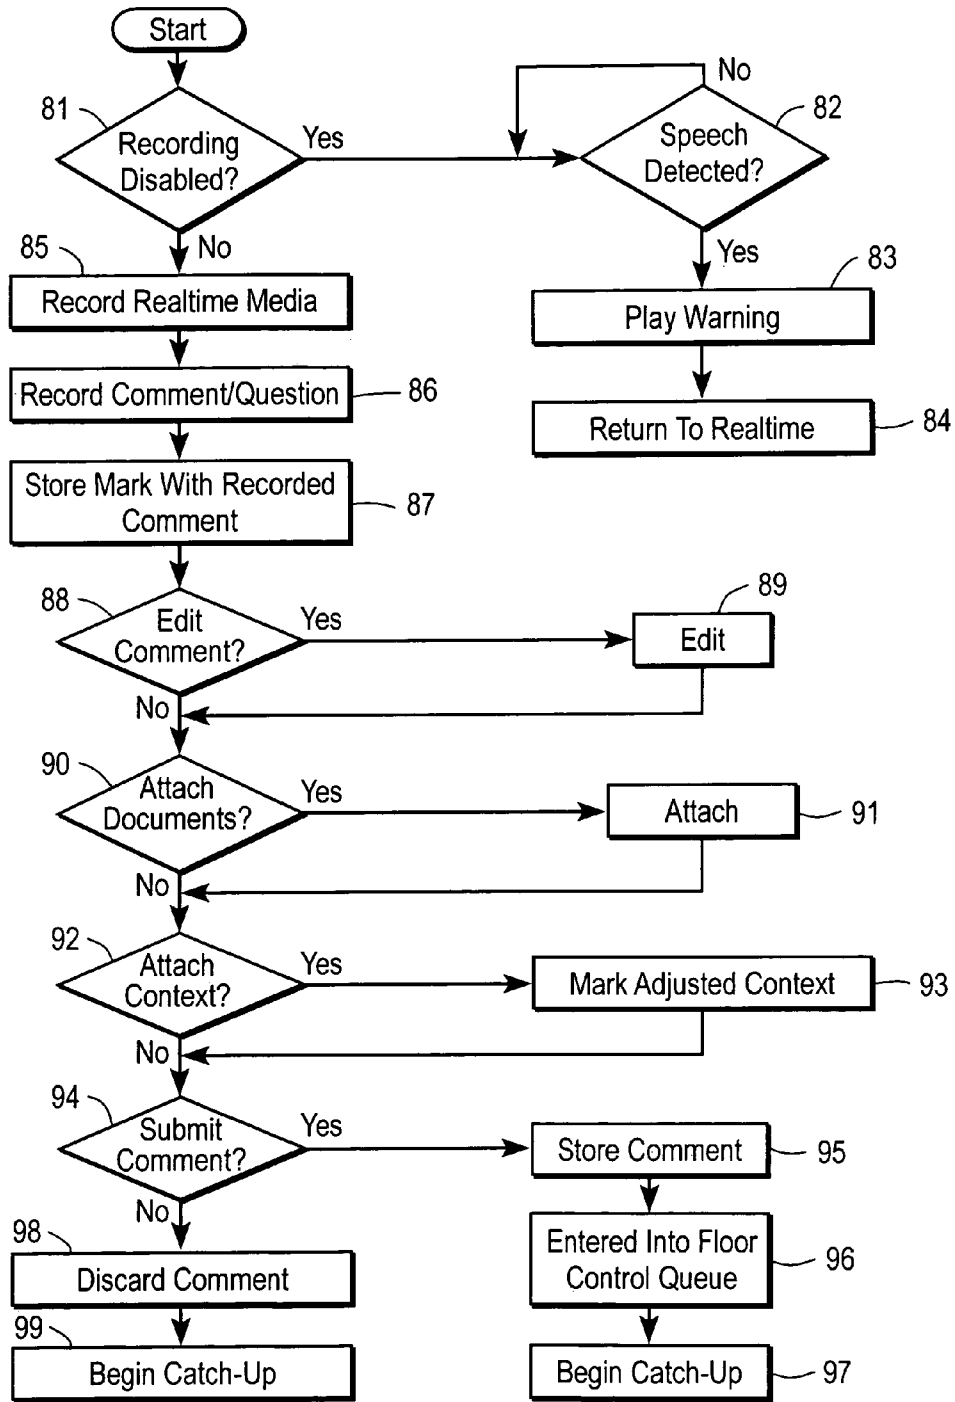 Start
No
81
82
Recording
Disabled?
Yes
Speech
Detected?
85
No
Yes
83
Record Realtime Media
Play Warning
Record Comment/Question
86
Return To Realtime
84
Store Mark With Recorded
Comment
87
88
Edit
Comment?
Yes
89
Edit
No
90
Attach
Documents?
Yes
Attach
91
No
92
Attach
Context?
Yes
Mark Adjusted Context
93
No
94
Submit
Comment?
Yes
Store Comment
95
No
98
Discard Comment
Entered Into Floor
Control Queue
96
99
Begin Catch-Up
Begin Catch-Up
97